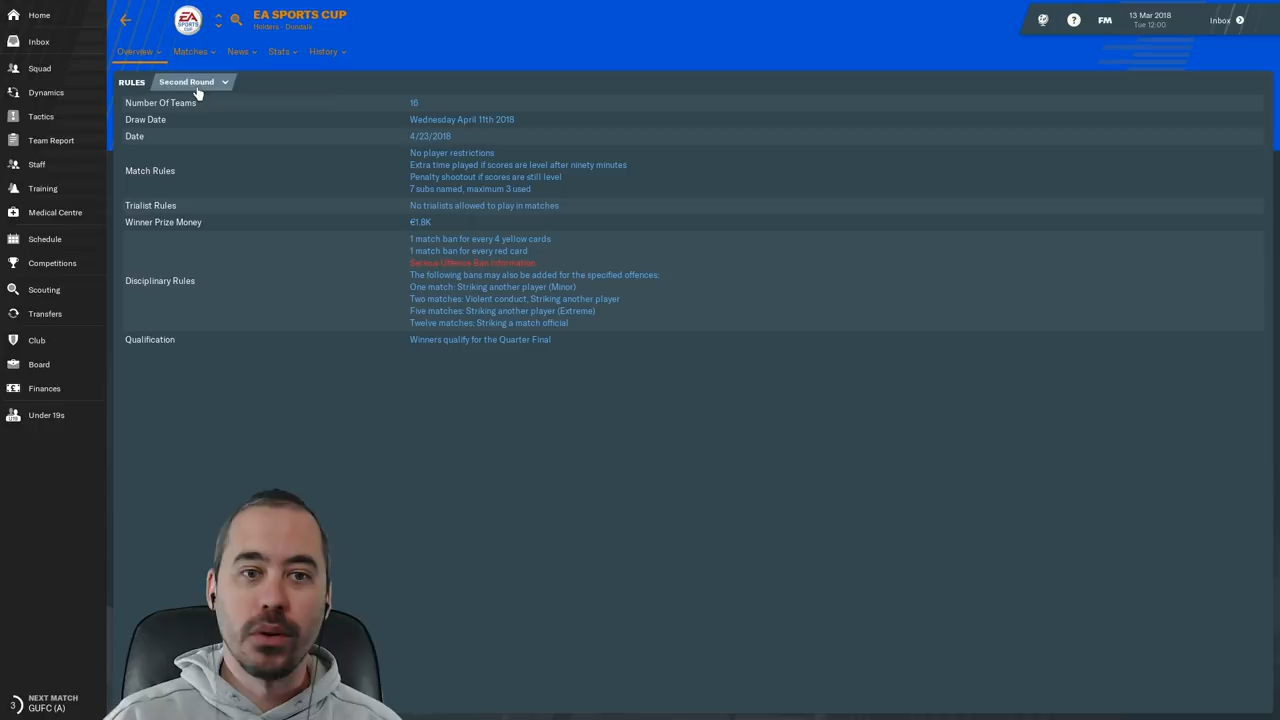 Home
EA SPORTS CUP
Holders - Dundalk
13 Mar 2018
Tue 12:00
FM
Inbox
Inbox
Overview
Matches
News
Stats
History
Squad
Dynamics
Tactics
Team Report
Staff
Training
Medical Centre
Schedule
Competitions
Scouting
Transfers
Club
Board
Finances
Under 19s
RULES
Second Round
Number Of Teams
16
Draw Date
Wednesday April 11th 2018
Date
4/23/2018
Match Rules
No player restrictions
Extra time played if scores are level after ninety minutes
Penalty shootout if scores are still level
7 subs named, maximum 3 used
Trialist Rules
No trialists allowed to play in matches
Winner Prize Money
€1.8K
Disciplinary Rules
1 match ban for every 4 yellow cards
1 match ban for every red card
Serious Offence Ban Information
The following bans may also be added for the specified offences:
One match: Striking another player (Minor)
Two matches: Violent conduct, Striking another player
Five matches: Striking another player (Extreme)
Twelve matches: Striking a match official
Qualification
Winners qualify for the Quarter Final
3
NEXT MATCH
GUFC (A)